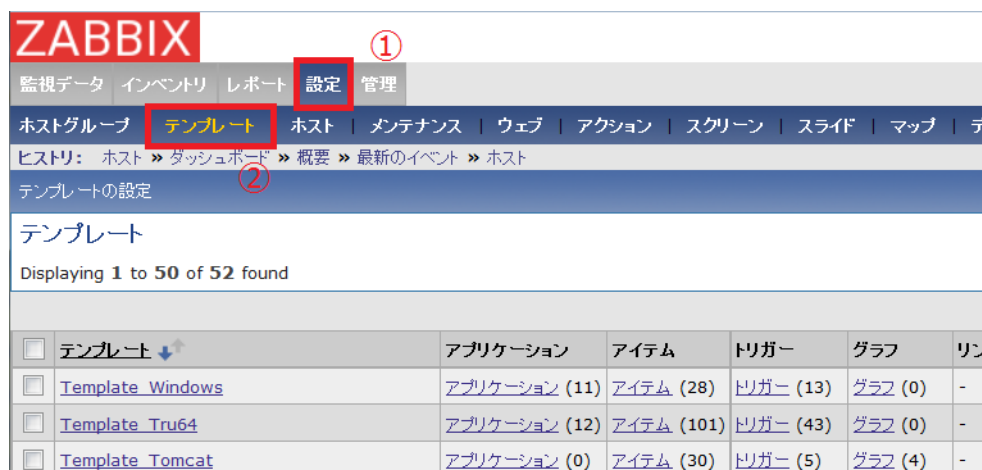 ZABBIX
①
監視データ インベントリ レポート 設定 管理
ホストグループ テンプレート ホスト | メンテナンス | ウェブ | アクション | スクリーン | スライド | マップ |
ヒストリ: ホスト » ダッシュボード » 概要 » 最新のイベント » ホスト
②
テンプレートの設定
テンプレート
Displaying 1 to 50 of 52 found
テンプレート アプリケーション アイテム トリガー グラフ リン
Template_Windows アプリケーション (11) アイテム (28) トリガー (13) グラフ (0) -
Template_Tru64 アプリケーション (12) アイテム (101) トリガー (43) グラフ (0) -
Template_Tomcat アプリケーション (0) アイテム (30) トリガー (5) グラフ (4) -